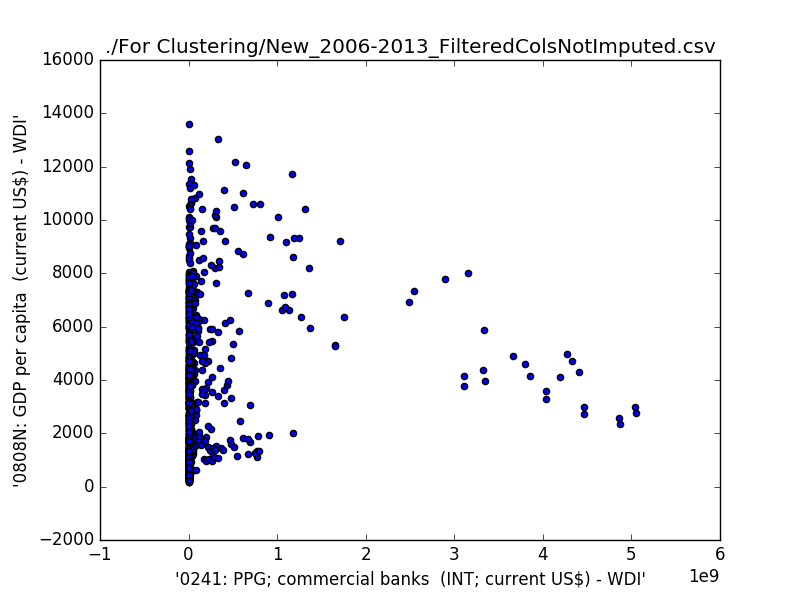 ./For Clustering/New_2006-2013_FilteredColsNotImputed.csv
16000
14000
12000
10000
8000
6000
4000
2000
0
−2000
'0808N: GDP per capita  (current US$) - WDI'
−1 0 1 2 3 4 5 6
1e9
'0241: PPG; commercial banks  (INT; current US$) - WDI'